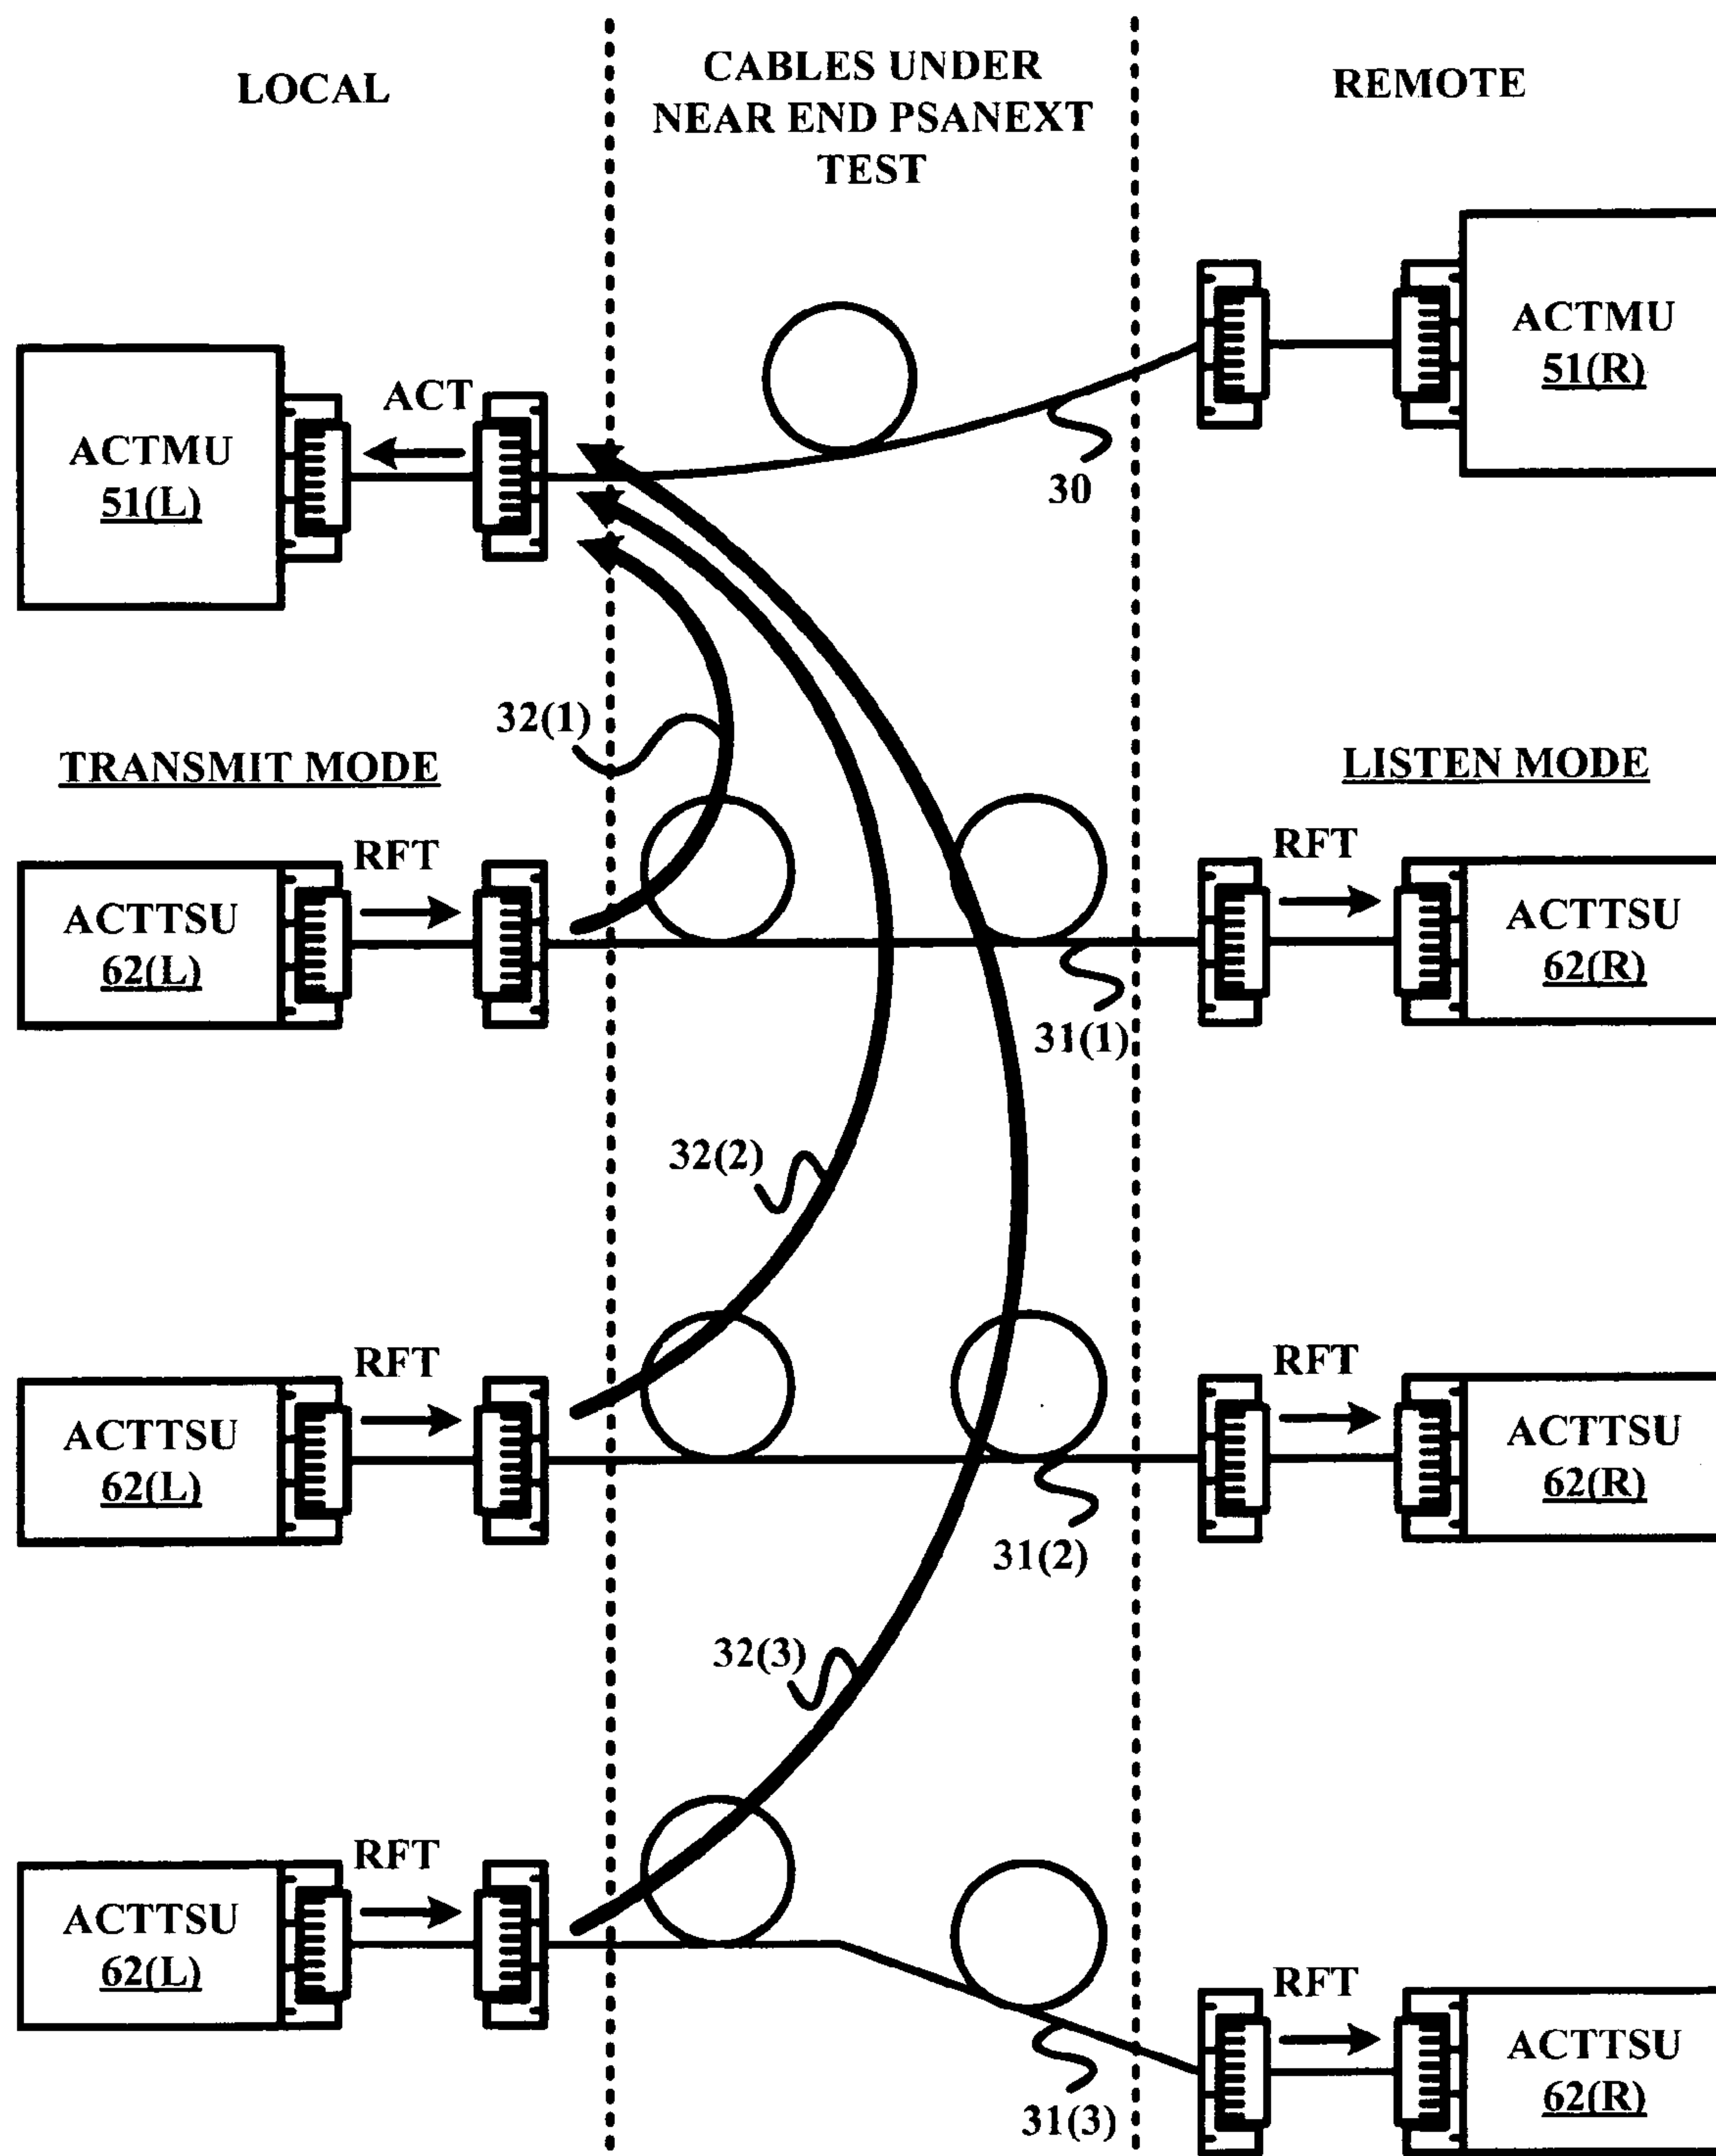 LOCAL
CABLES UNDER
NEAR END PSANEXT
TEST
REMOTE
ACTMU
51(R)
ACT
ACTMU
51(L)
30
32(1)
TRANSMIT MODE
LISTEN MODE
RFT
RFT
ACTTSU
62(L)
ACTTSU
62(R)
31(1)
32(2)
RFT
RFT
ACTTSU
62(L)
ACTTSU
62(R)
31(2)
32(3)
RFT
ACTTSU
62(L)
RFT
ACTTSU
62(R)
31(3)